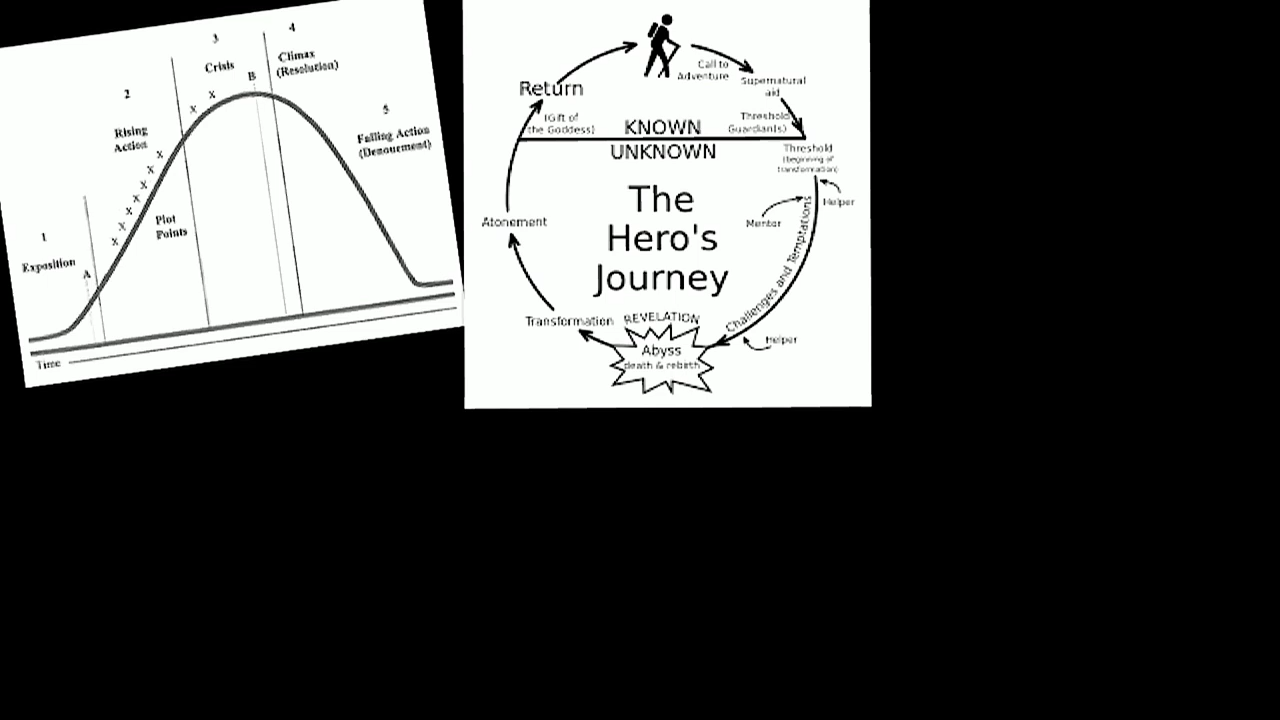 3
4
Crisis
B
Climax
(Resolution)
2
Rising
Action
5
Falling Action
(Denourment)
Plot
Points
1
Exposition
A
Time
x
x
x
x
x
x
x
x
x
Call to
Adventure
Supernatural
aid
Return
(Gift of
the Goddess)
KNOWN
Threshold
Guardian(s)
UNKNOWN
Threshold
(beginning of
transformation)
The
Hero's
Journey
Helper
Mentor
Challenges and Temptations
Atonement
Transformation
REVELATION
Abyss
death & rebirth
Helper